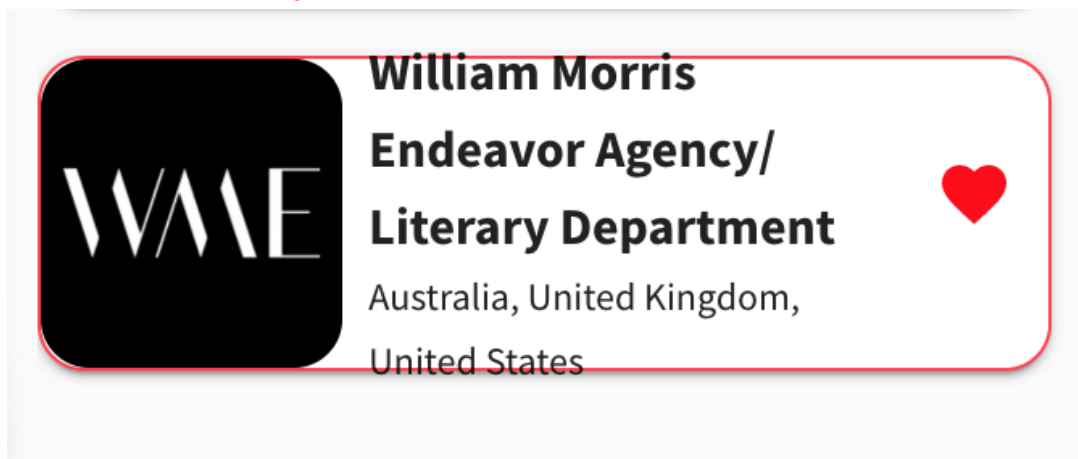 William Morris
WME
Endeavor Agency/
Literary Department
Australia, United Kingdom,
United States